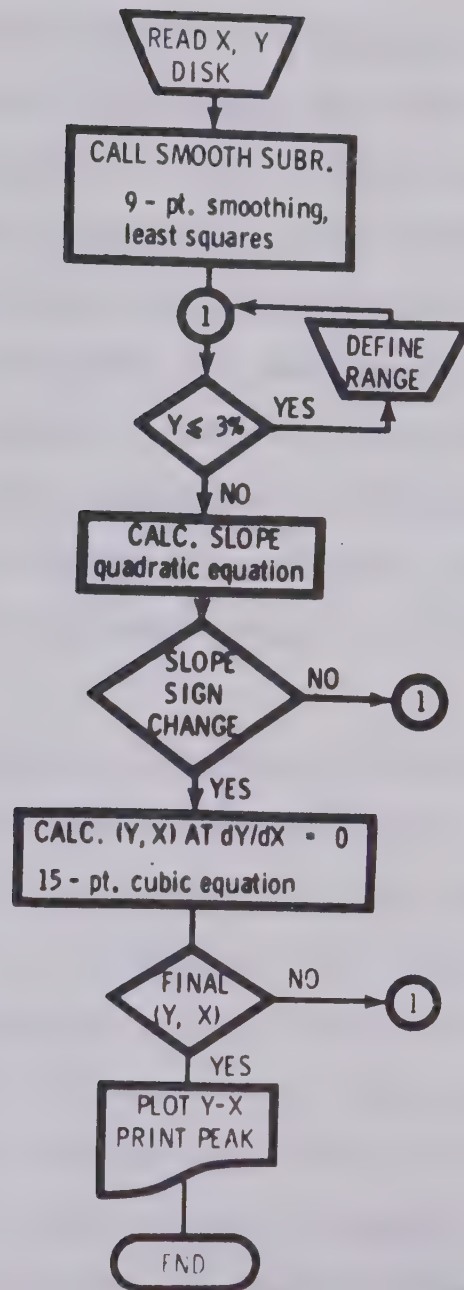 READ X, Y
DISK
CALL SMOOTH SUBR.
9 - pt. smoothing,
least squares
1
DEFINE
RANGE
Y ≤ 3%
YES
NO
CALC. SLOPE
quadratic equation
SLOPE
SIGN
CHANGE
NO
1
YES
CALC. (Y, X) AT dY/dX = 0
15 - pt. cubic equation
FINAL
(Y, X)
NO
1
YES
PLOT Y-X
PRINT PEAK
END